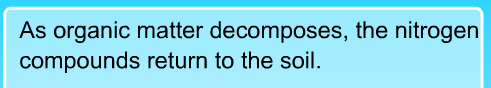 As organic matter decomposes, the nitrogen
compounds return to the soil.